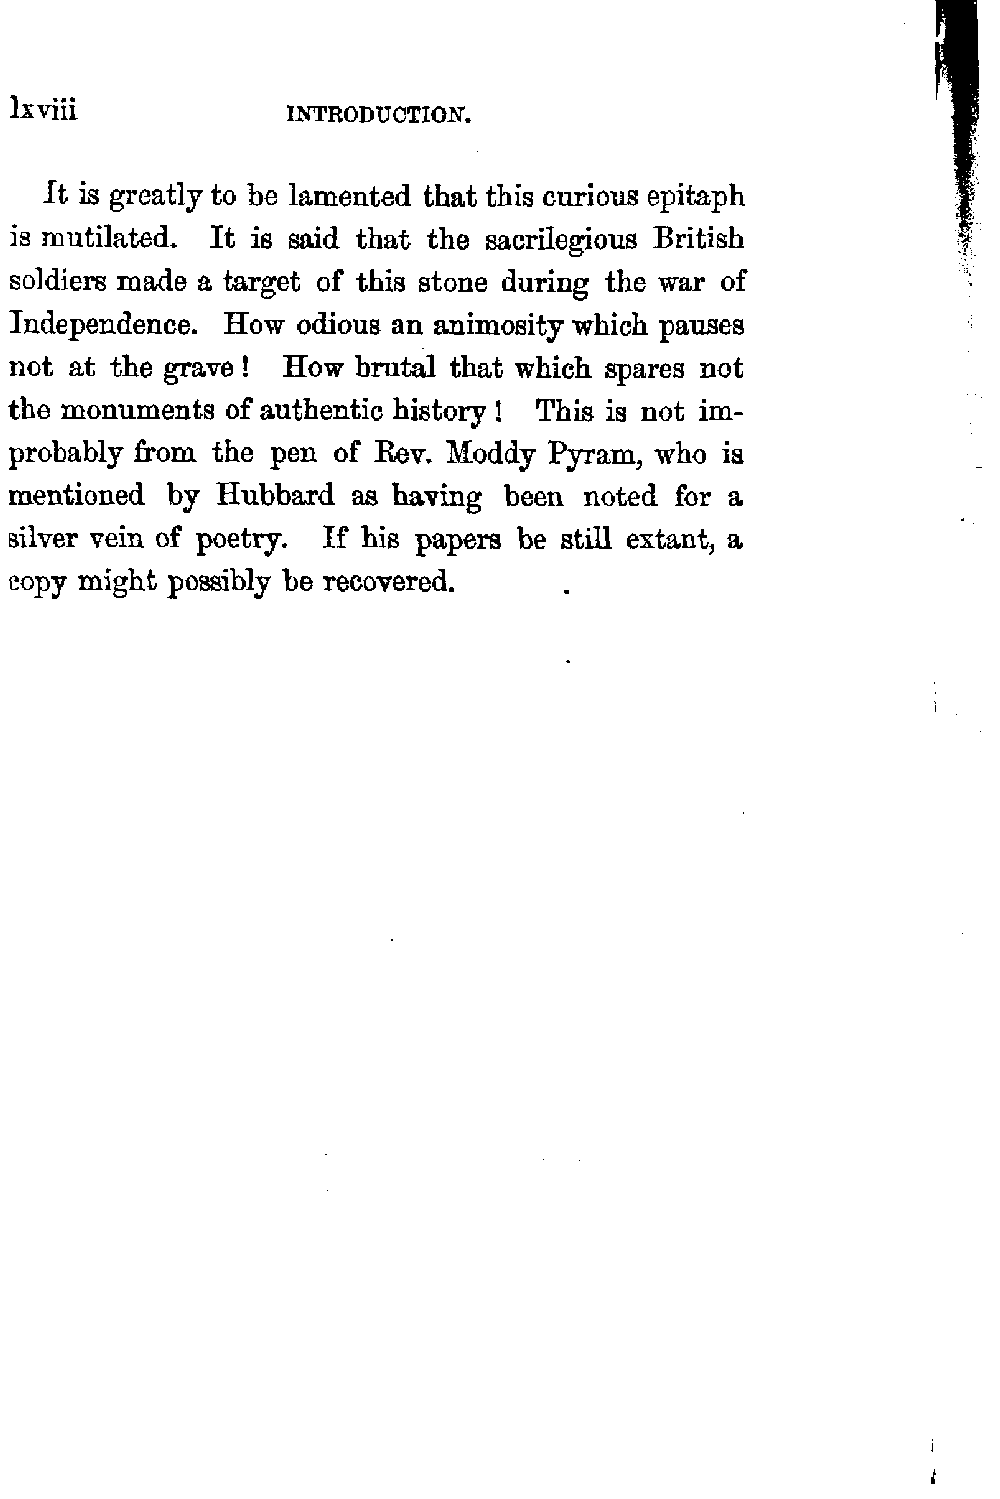 lxviii INTRODUCTION.
It is greatly to be lamented that this curious epitaph
is mutilated. It is said that the sacrilegious British
soldiers made a target of this stone during the war of
Independence. How odious an animosity which pauses
not at the grave! How brutal that which spares not
the monuments of authentic history! This is not im-
probably from the pen of Rev. Moddy Pyram, who is
mentioned by Hubbard as having been noted for a
silver vein of poetry. If his papers be still extant, a
copy might possibly be recovered.